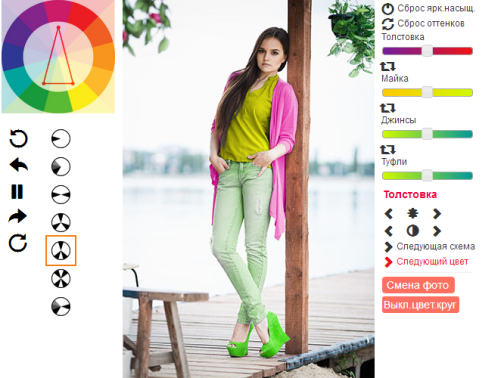 Сброс ярк.насыщ.
Сброс оттенков
Толстовка
Майка
Джинсы
Туфли
Толстовка
Следующая схема
Следующий цвет
Смена фото
Выкл.цвет.круг